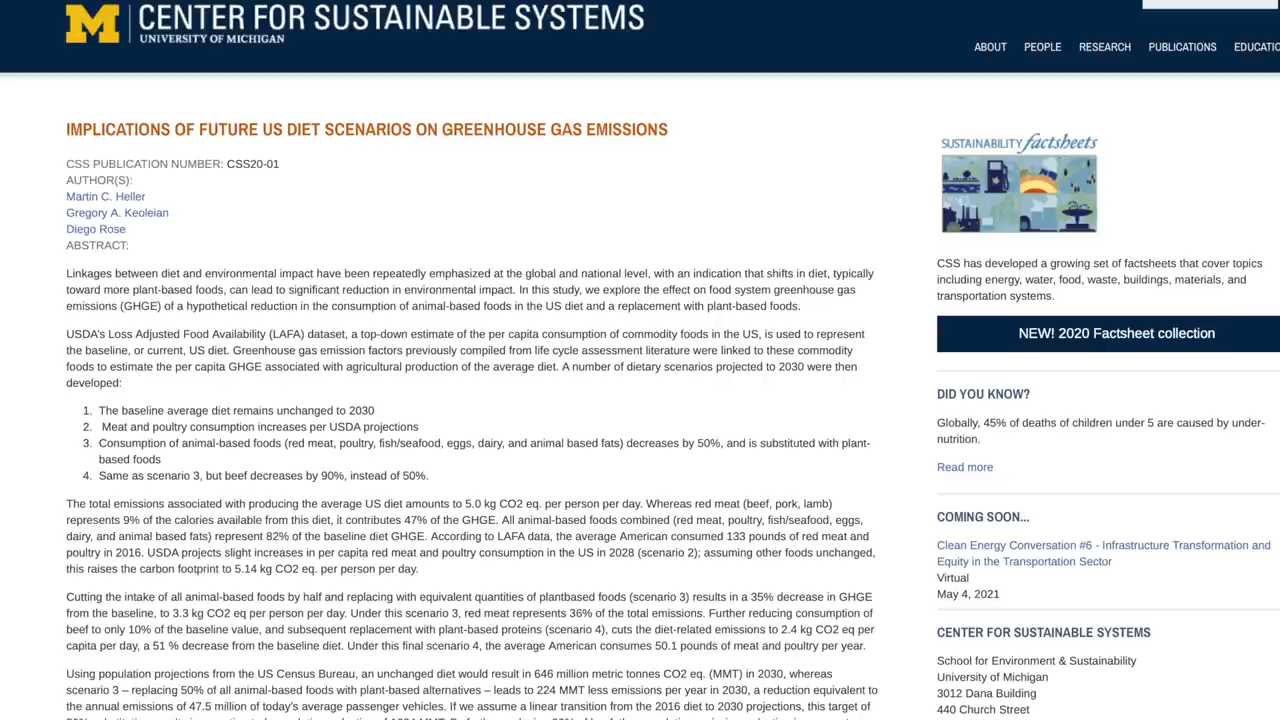 CENTER FOR SUSTAINABLE SYSTEMS
UNIVERSITY OF MICHIGAN
ABOUT PEOPLE RESEARCH PUBLICATIONS EDUCATIO
IMPLICATIONS OF FUTURE US DIET SCENARIOS ON GREENHOUSE GAS EMISSIONS
CSS PUBLICATION NUMBER: CSS20-01
AUTHOR(S):
Martin C. Heller
Gregory A. Keoleian
Diego Rose
ABSTRACT:
Linkages between diet and environmental impact have been repeatedly emphasized at the global and national level, with an indication that shifts in diet, typically
toward more plant-based foods, can lead to significant reduction in environmental impact. In this study, we explore the effect on food system greenhouse gas
emissions (GHGE) of a hypothetical reduction in the consumption of animal-based foods in the US diet and a replacement with plant-based foods.
USDA's Loss Adjusted Food Availability (LAFA) dataset, a top-down estimate of the per capita consumption of commodity foods in the US, is used to represent
the baseline, or current, US diet. Greenhouse gas emission factors previously compiled from life cycle assessment literature were linked to these commodity
foods to estimate the per capita GHGE associated with agricultural production of the average diet. A number of dietary scenarios projected to 2030 were then
developed:
1. The baseline average diet remains unchanged to 2030
2. Meat and poultry consumption increases per USDA projections
3. Consumption of animal-based foods (red meat, poultry, fish/seafood, eggs, dairy, and animal based fats) decreases by 50%, and is substituted with plant-
based foods
4. Same as scenario 3, but beef decreases by 90%, instead of 50%.
The total emissions associated with producing the average US diet amounts to 5.0 kg CO2 eq. per person per day. Whereas red meat (beef, pork, lamb)
represents 9% of the calories available from this diet, it contributes 47% of the GHGE. All animal-based foods combined (red meat, poultry, fish/seafood, eggs,
dairy, and animal based fats) represent 82% of the baseline diet GHGE. According to LAFA data, the average American consumed 133 pounds of red meat and
poultry in 2016. USDA projects slight increases in per capita red meat and poultry consumption in the US in 2028 (scenario 2); assuming other foods unchanged,
this raises the carbon footprint to 5.14 kg CO2 eq. per person per day.
Cutting the intake of all animal-based foods by half and replacing with equivalent quantities of plantbased foods (scenario 3) results in a 35% decrease in GHGE
from the baseline, to 3.3 kg CO2 eq per person per day. Under this scenario 3, red meat represents 36% of the total emissions. Further reducing consumption of
beef to only 10% of the baseline value, and subsequent replacement with plant-based proteins (scenario 4), cuts the diet-related emissions to 2.4 kg CO2 eq per
capita per day, a 51 % decrease from the baseline diet. Under this final scenario 4, the average American consumes 50.1 pounds of meat and poultry per year.
Using population projections from the US Census Bureau, an unchanged diet would result in 646 million metric tonnes CO2 eq. (MMT) in 2030, whereas
scenario 3 – replacing 50% of all animal-based foods with plant-based alternatives – leads to 224 MMT less emissions per year in 2030, a reduction equivalent to
the annual emissions of 47.5 million of today's average passenger vehicles. If we assume a linear transition from the 2016 diet to 2030 projections, this target of
SUSTAINABILITY factsheets
CSS has developed a growing set of factsheets that cover topics
including energy, water, food, waste, buildings, materials, and
transportation systems.
NEW! 2020 Factsheet collection
DID YOU KNOW?
Globally, 45% of deaths of children under 5 are caused by under-
nutrition.
Read more
COMING SOON...
Clean Energy Conversation #6 - Infrastructure Transformation and
Equity in the Transportation Sector
Virtual
May 4, 2021
CENTER FOR SUSTAINABLE SYSTEMS
School for Environment & Sustainability
University of Michigan
3012 Dana Building
440 Church Street